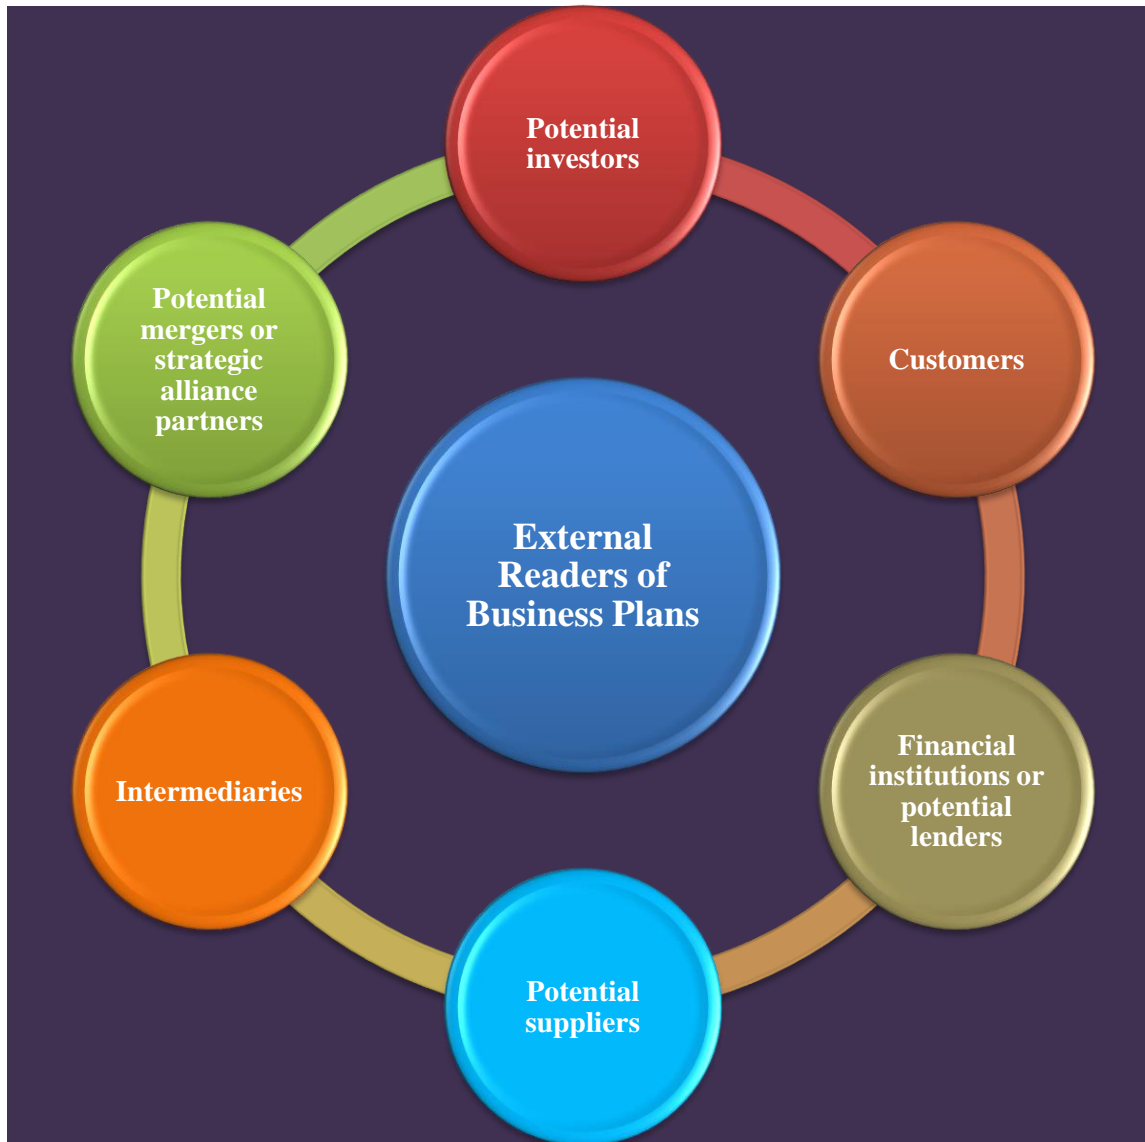 Potential
investors
Customers
Financial
institutions or
potential
lenders
Potential
suppliers
Intermediaries
Potential
mergers or
strategic
alliance
partners
External
Readers of
Business Plans